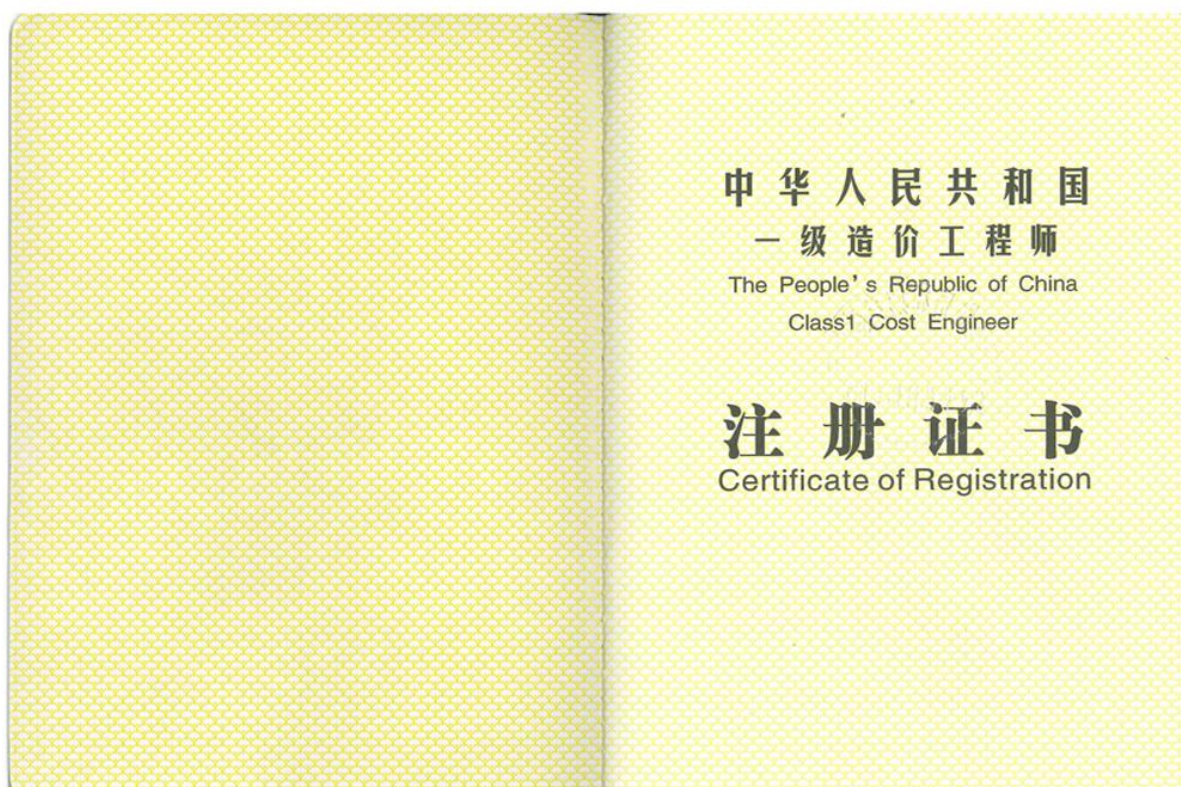 中华人民共和国
一级造价工程师
The People's Republic of China
Class1 Cost Engineer
注册证书
Certificate of Registration